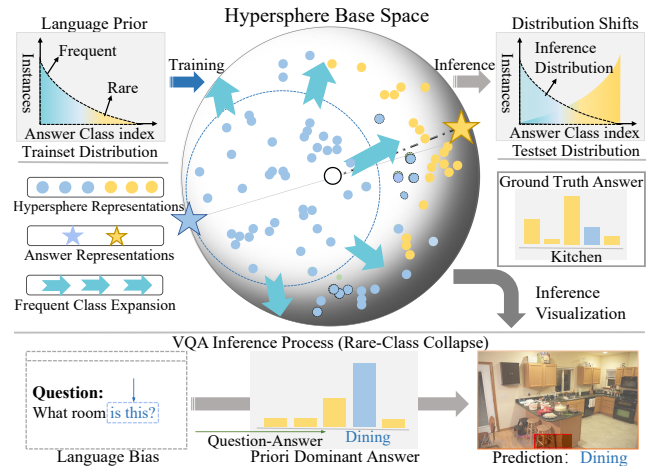 Language Prior
Hypersphere Base Space
Distribution Shifts
Instances
Frequent
Rare
Answer Class index
Trainset Distribution
Training
Inference
Instances
Inference
Distribution
Answer Class index
Testset Distribution
Hypersphere Representations
Answer Representations
Frequent Class Expansion
Ground Truth Answer
Kitchen
Inference
Visualization
VQA Inference Process (Rare-Class Collapse)
Question:
What room is this?
Language Bias
Question-Answer
Dining
Priori Dominant Answer
Prediction: Dining